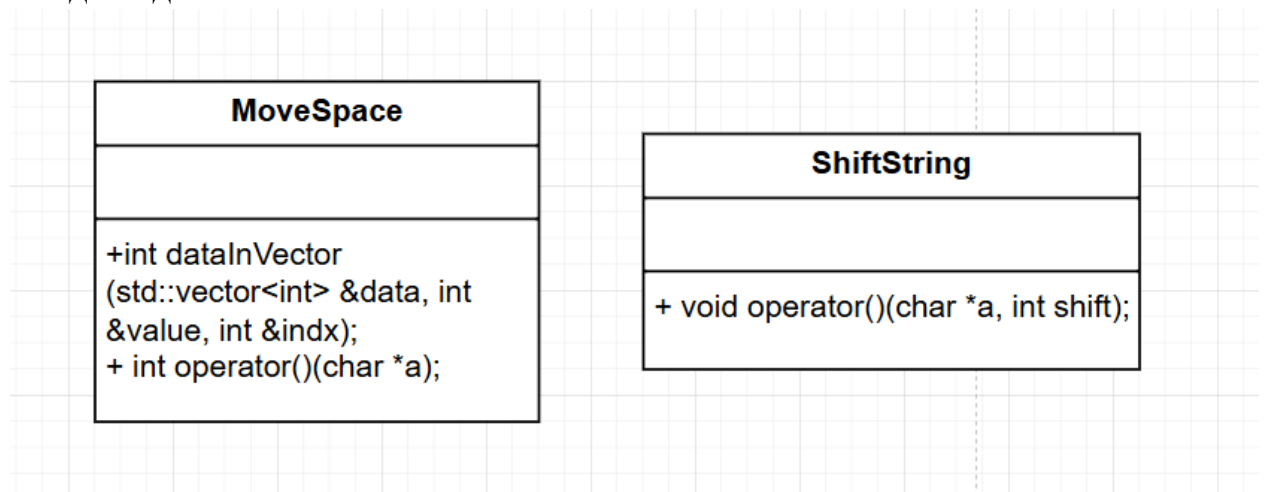 MoveSpace
+int dataInVector
(std::vector<int> &data, int
&value, int &indx);
+ int operator()(char *a);
ShiftString
+ void operator()(char *a, int shift);